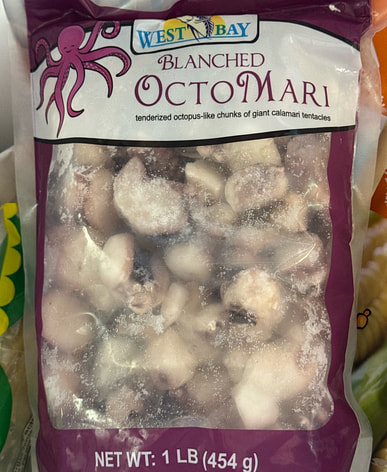 WEST BAY
BLANCHED
OCTOMARI
tenderized octopus-like chunks of giant calamari tentacles
NET WT: 1 LB (454 g)